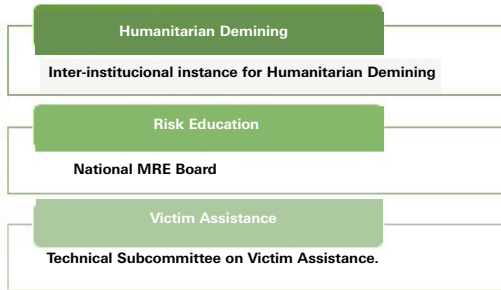 Humanitarian Demining
Inter-institucional instance for Humanitarian Demining
Risk Education
National MRE Board
Victim Assistance
Technical Subcommittee on Victim Assistance.